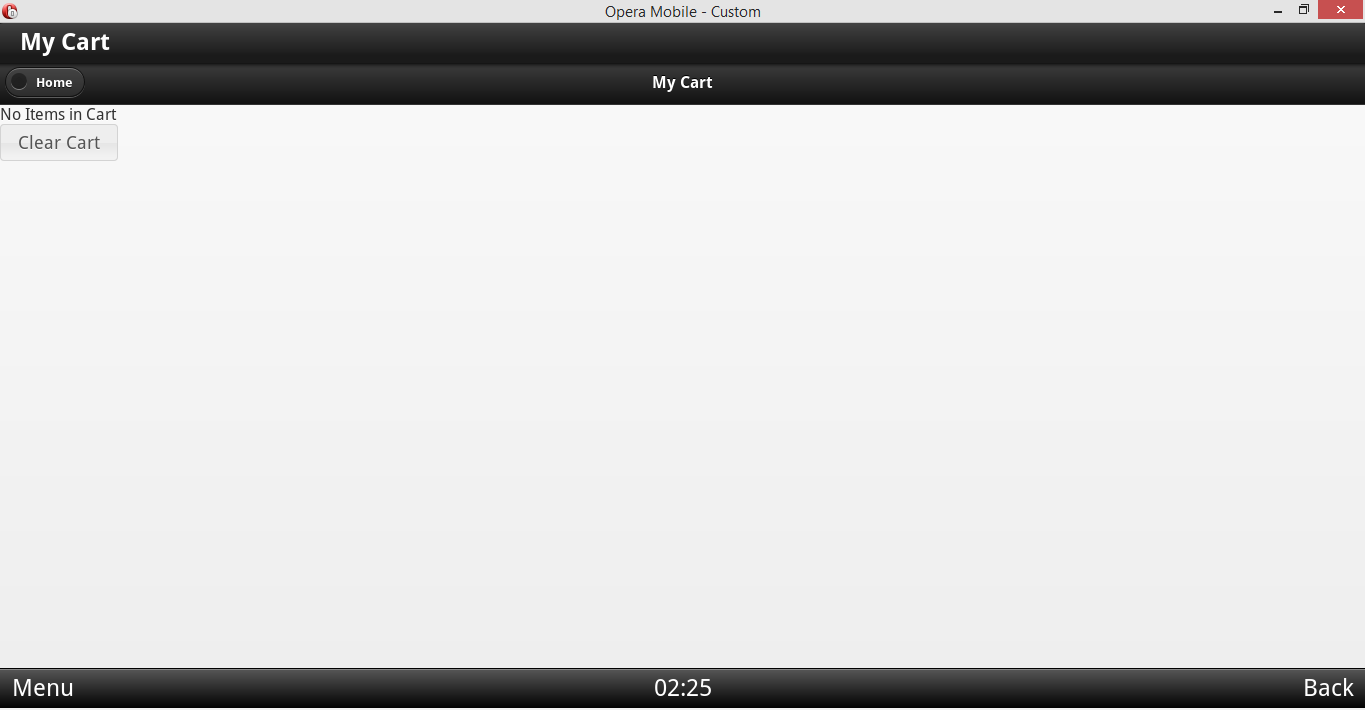 Opera Mobile - Custom
My Cart
Home
My Cart
No Items in Cart
Clear Cart
Menu
02:25
Back